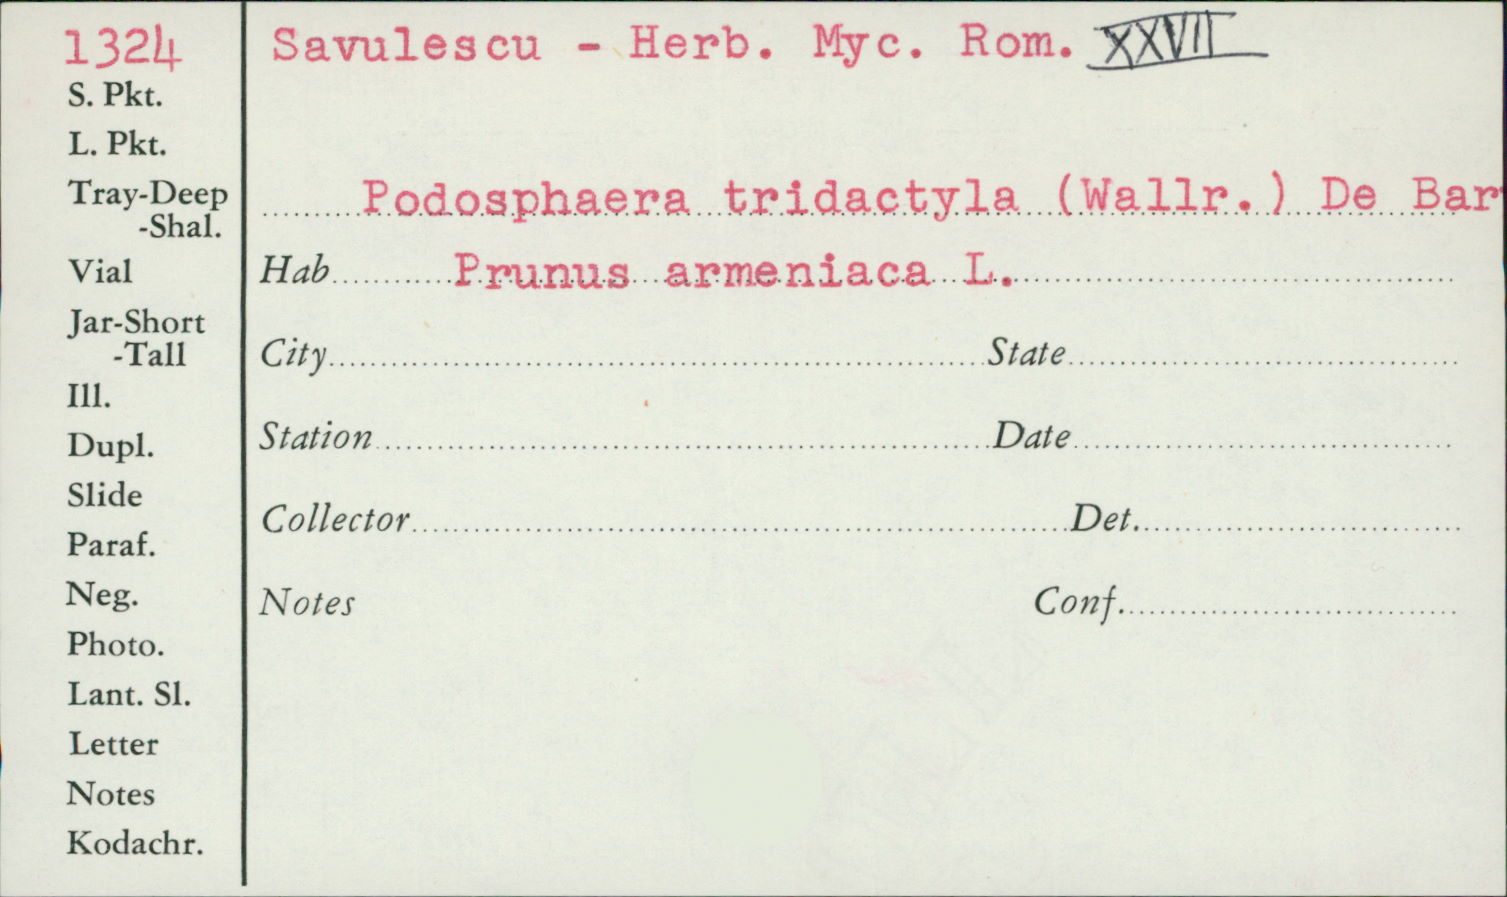 1324 Savulescu - Herb. Myc. Rom. XXVII
S. Pkt.
L. Pkt.
Tray-Deep
-Shal.
Podosphaera tridactyla (Wallr.) De Bar
Vial
Hab Prunus armeniaca L.
Jar-Short
-Tall
City State
Ill.
Dupl.
Station Date
Slide
Collector Det.
Paraf.
Neg.
Notes Conf.
Photo.
Lant. Sl.
Letter
Notes
Kodachr.